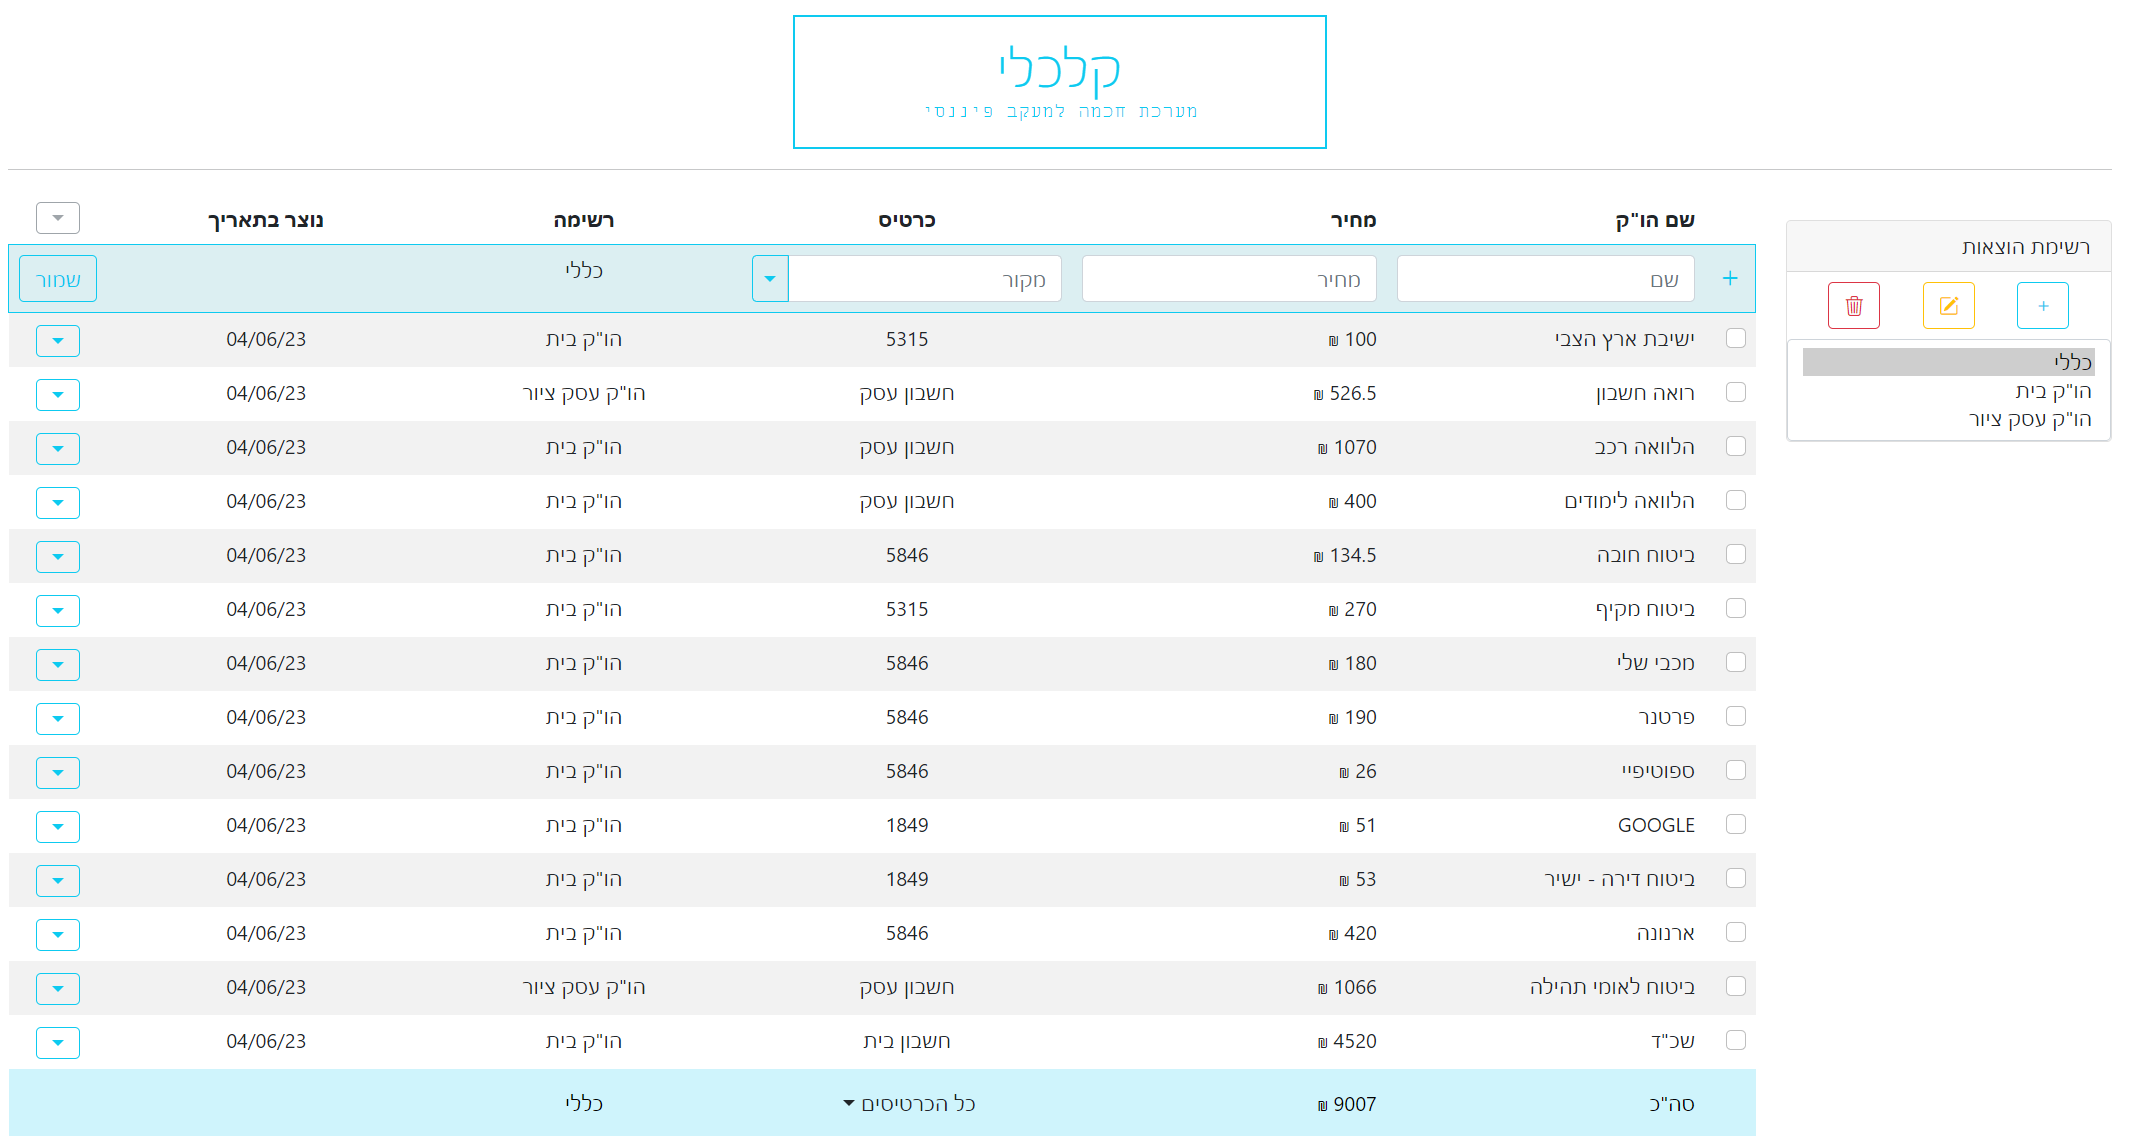 קלכלי
מערכת חכמה למעקב פיננסי
שם הו"ק מחיר כרטיס רשימה נוצר בתאריך
+ שם מחיר מקור כללי שמור
ישיבת ארץ הצבי 100 ₪ 5315 הו"ק בית 04/06/23
רואה חשבון 526.5 ₪ חשבון עסק הו"ק עסק ציור 04/06/23
הלוואה רכב 1070 ₪ חשבון עסק הו"ק בית 04/06/23
הלוואה לימודים 400 ₪ חשבון עסק הו"ק בית 04/06/23
ביטוח חובה 134.5 ₪ 5846 הו"ק בית 04/06/23
ביטוח מקיף 270 ₪ 5315 הו"ק בית 04/06/23
מכבי שלי 180 ₪ 5846 הו"ק בית 04/06/23
פרטנר 190 ₪ 5846 הו"ק בית 04/06/23
ספוטיפיי 26 ₪ 5846 הו"ק בית 04/06/23
GOOGLE 51 ₪ 1849 הו"ק בית 04/06/23
ביטוח דירה - ישיר 53 ₪ 1849 הו"ק בית 04/06/23
ארנונה 420 ₪ 5846 הו"ק בית 04/06/23
ביטוח לאומי תהילה 1066 ₪ חשבון עסק הו"ק עסק ציור 04/06/23
שכ"ד 4520 ₪ חשבון בית הו"ק בית 04/06/23
סה"כ 9007 ₪ כל הכרטיסים כללי
רשימת הוצאות
+
כללי
הו"ק בית
הו"ק עסק ציור